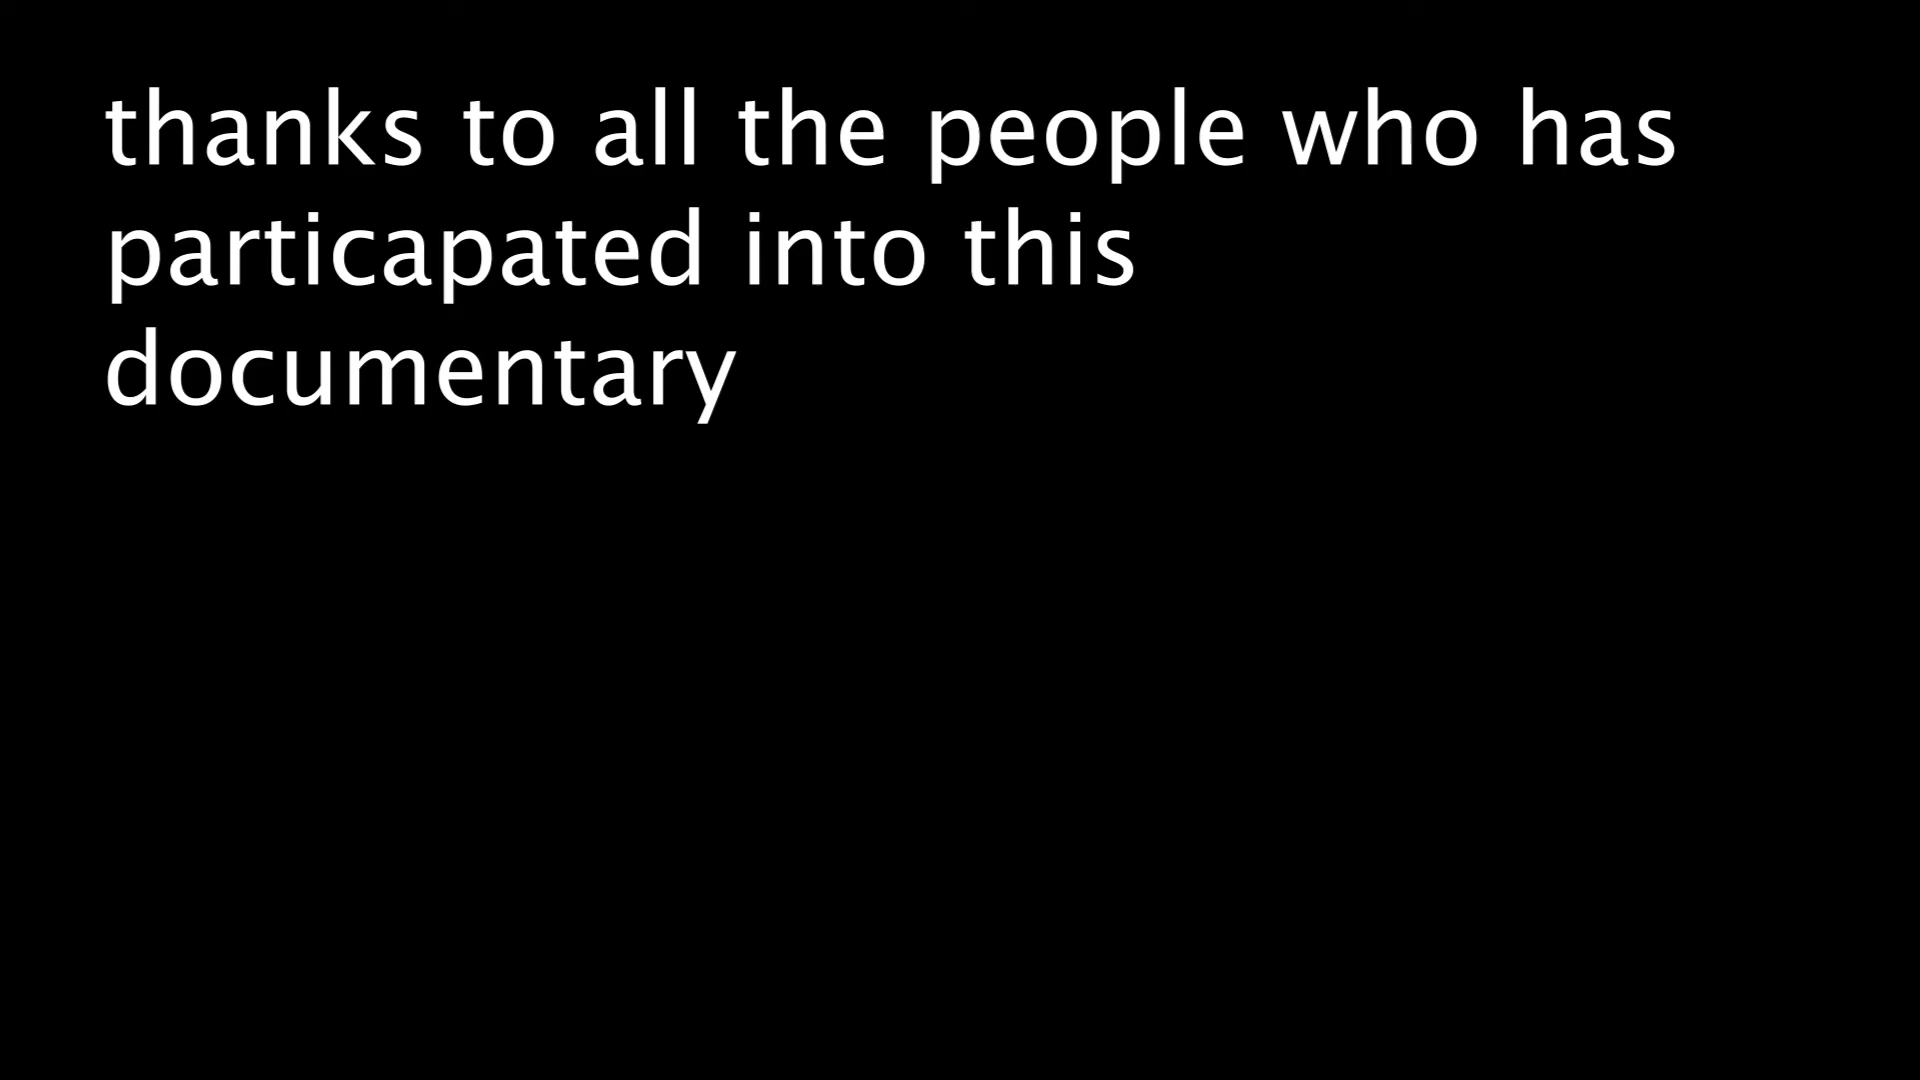 thanks to all the people who has
particapated into this
documentary